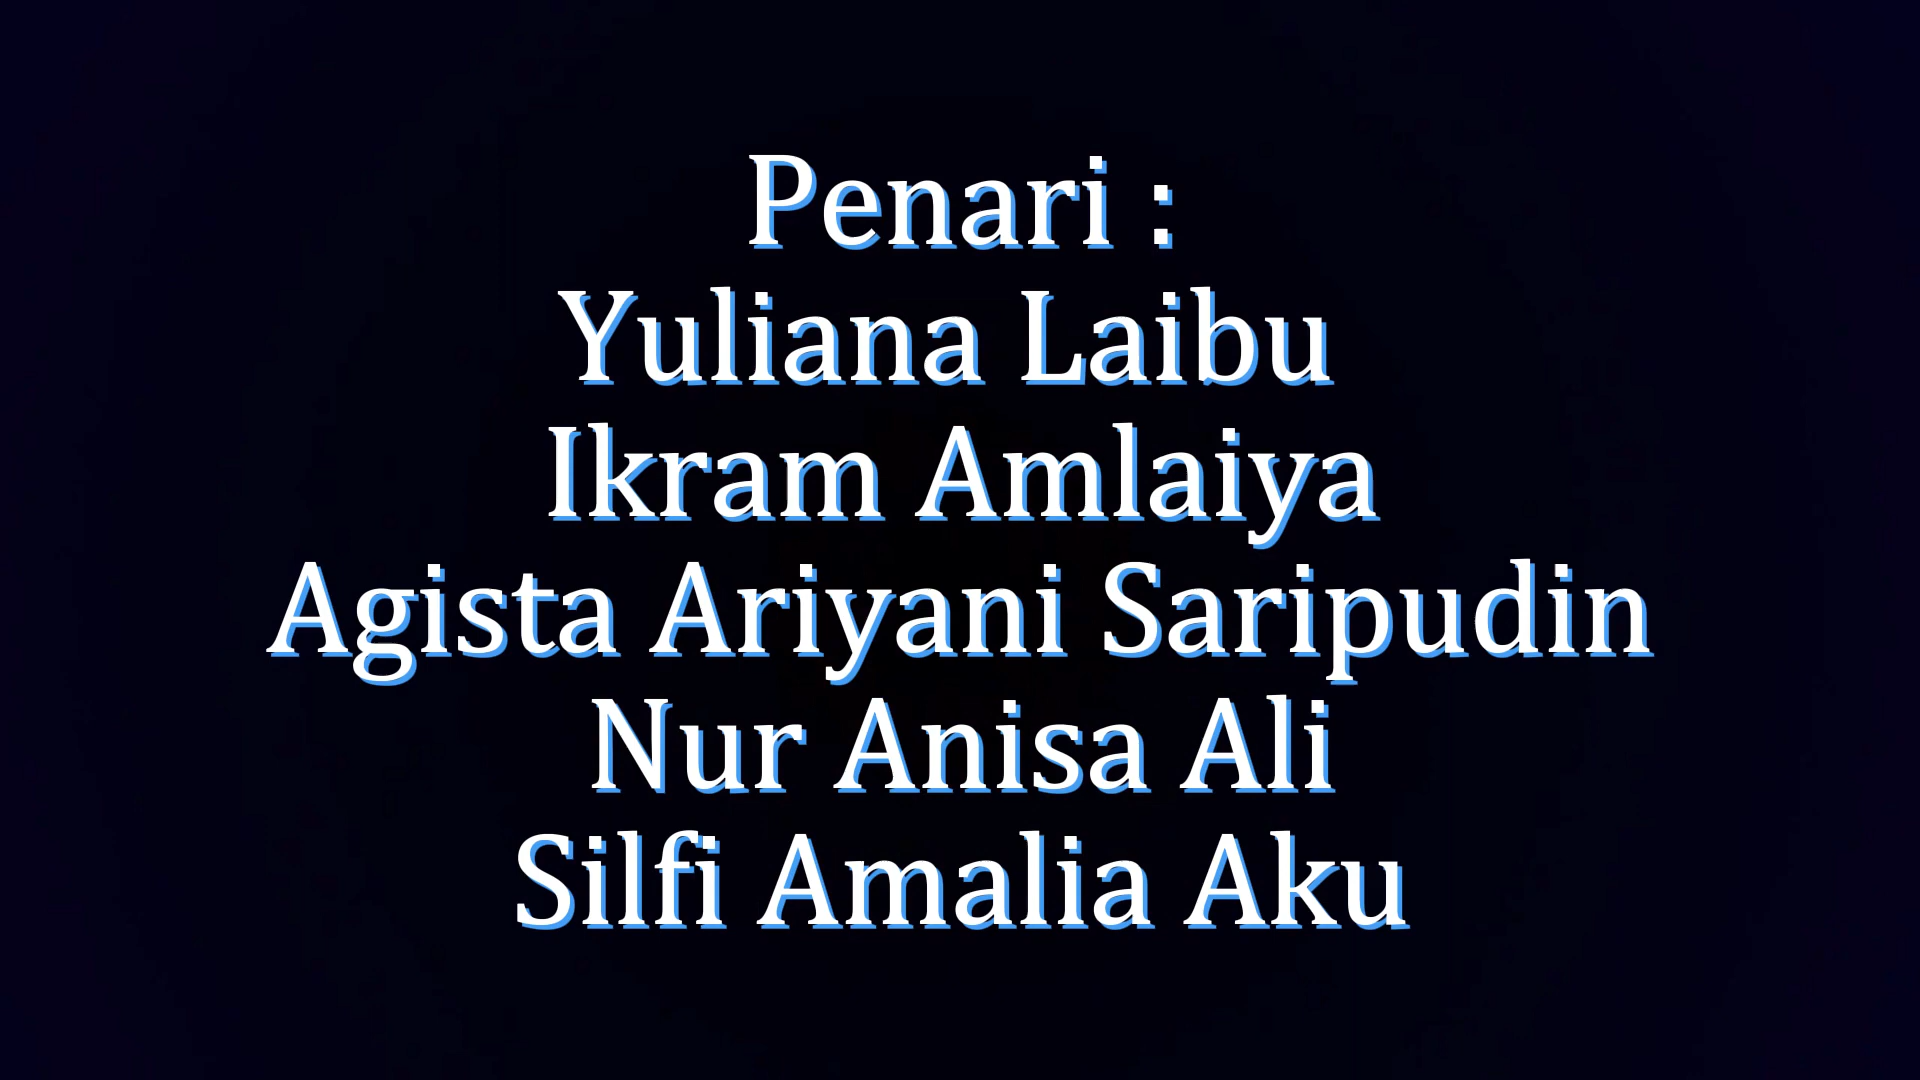 Penari :
Yuliana Laibu
Ikram Amlaiya
Agista Ariyani Saripudin
Nur Anisa Ali
Silfi Amalia Aku